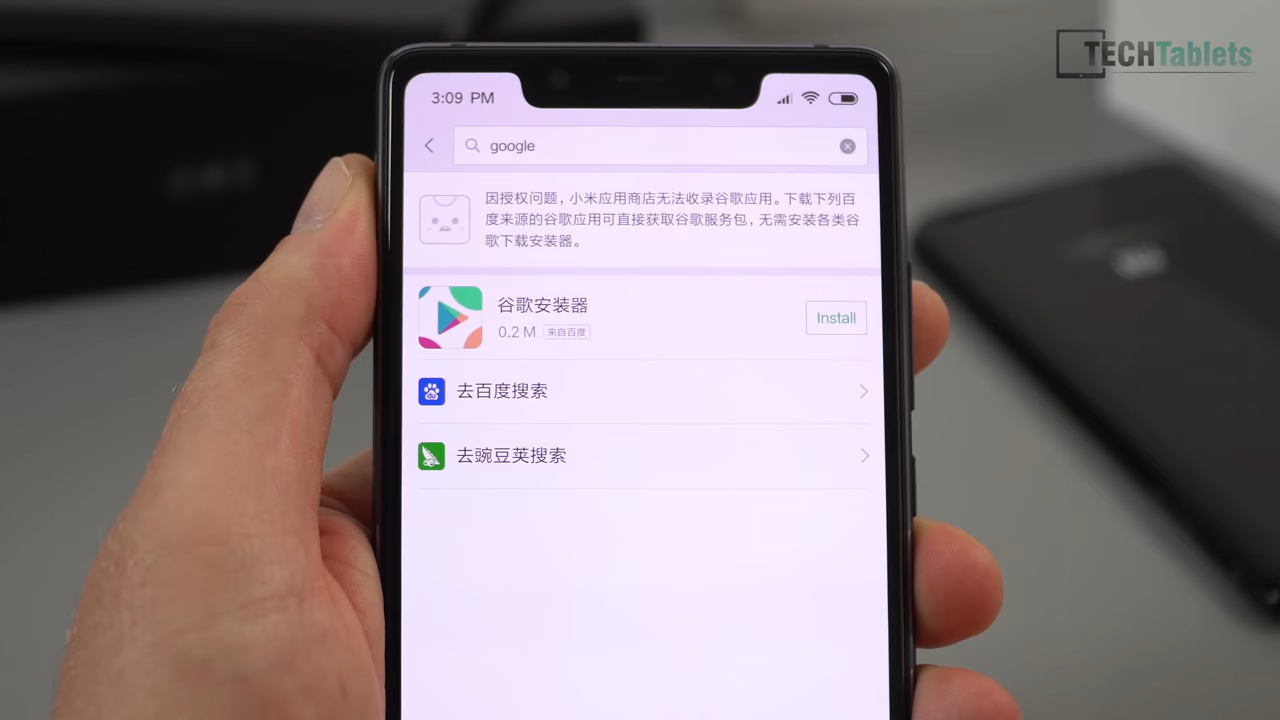 TECHTablets
3:09 PM
google
因授权问题，小米应用商店无法收录谷歌应用。下载下列百
度来源的谷歌应用可直接获取谷歌服务包，无需安装各类谷
歌下载安装器。
谷歌安装器
Install
0.2 M 来自百度
去百度搜索
去豌豆荚搜索